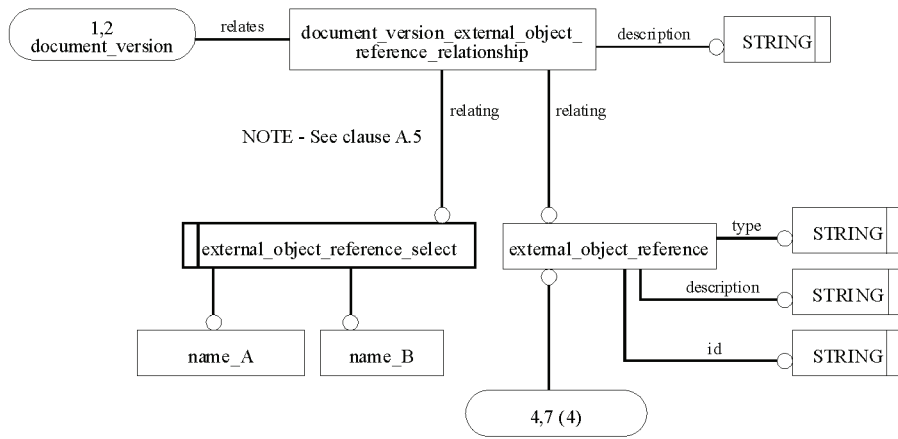 1,2
document_version
relates
document_version_external_object_
reference_relationship
description
STRING
relating
relating
NOTE - See clause A.5
external_object_reference_select
external_object_reference
type
STRING
description
STRING
name_A
name_B
id
STRING
4,7 (4)